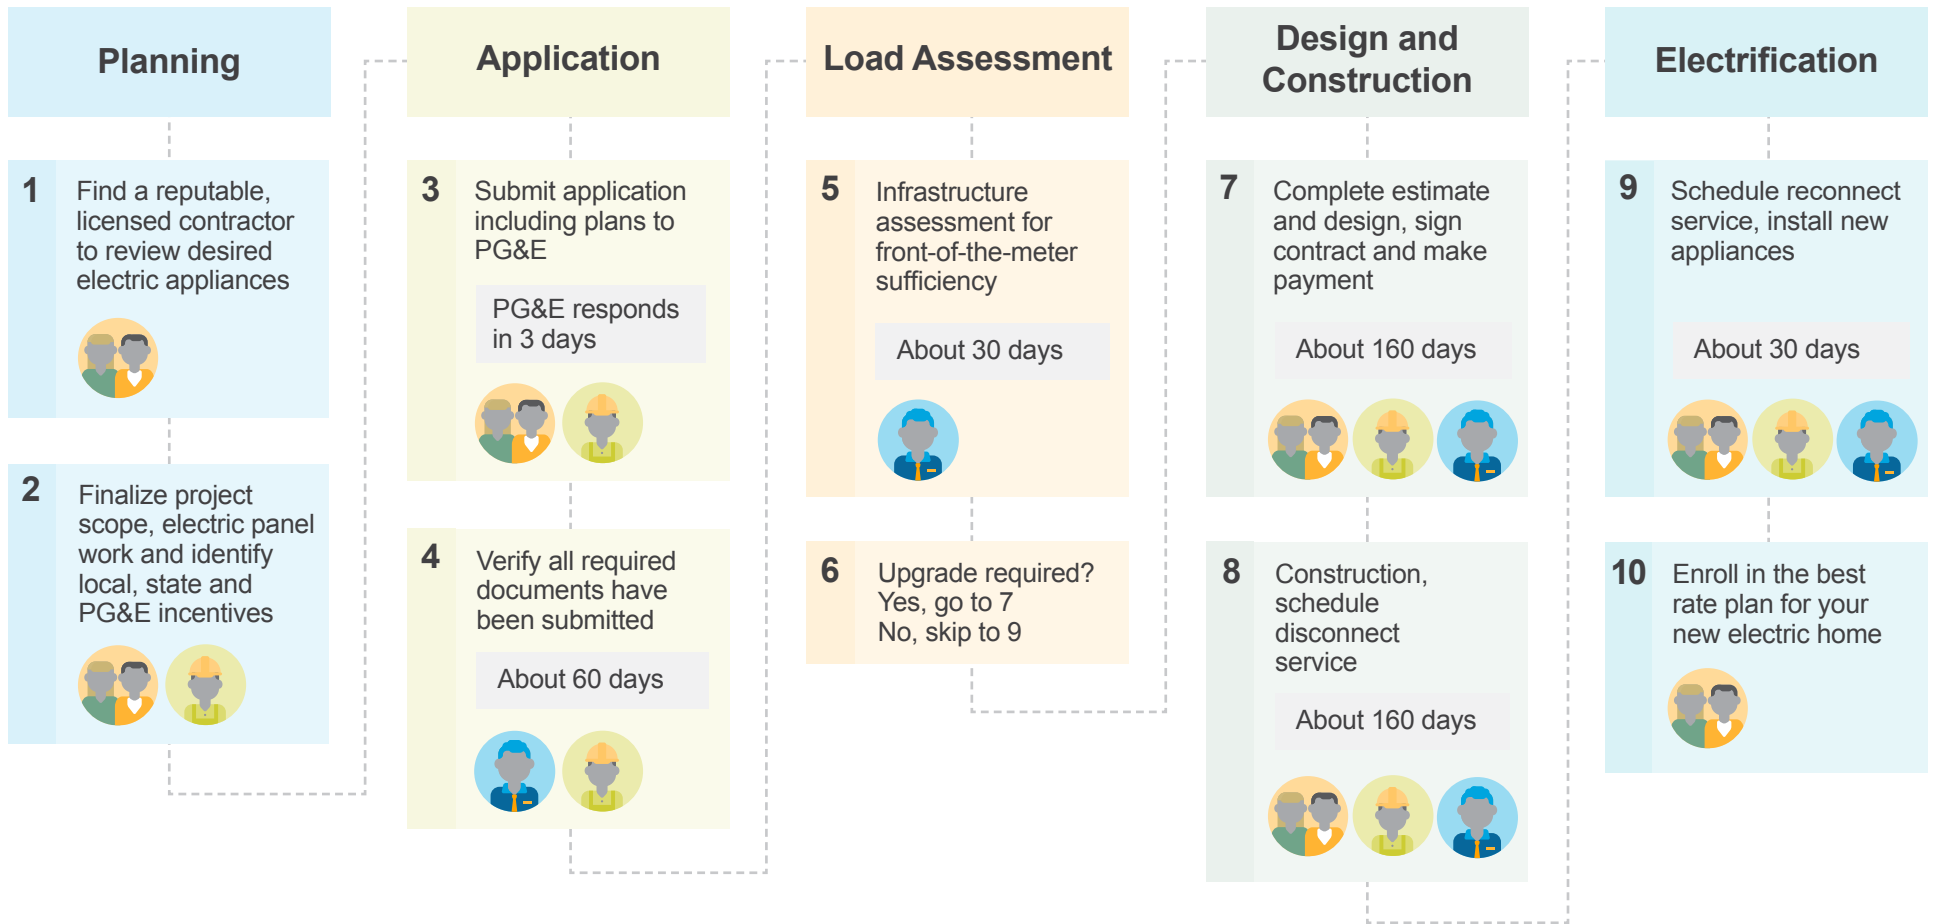 Planning
1
Find a reputable,
licensed contractor
to review desired
electric appliances
2
Finalize project
scope, electric panel
work and identify
local, state and
PG&E incentives
Application
3
Submit application
including plans to
PG&E
PG&E responds
in 3 days
4
Verify all required
documents have
been submitted
About 60 days
Load Assessment
5
Infrastructure
assessment for
front-of-the-meter
sufficiency
About 30 days
6
Upgrade required?
Yes, go to 7
No, skip to 9
Design and
Construction
7
Complete estimate
and design, sign
contract and make
payment
About 160 days
8
Construction,
schedule
disconnect
service
About 160 days
Electrification
9
Schedule reconnect
service, install new
appliances
About 30 days
10
Enroll in the best
rate plan for your
new electric home